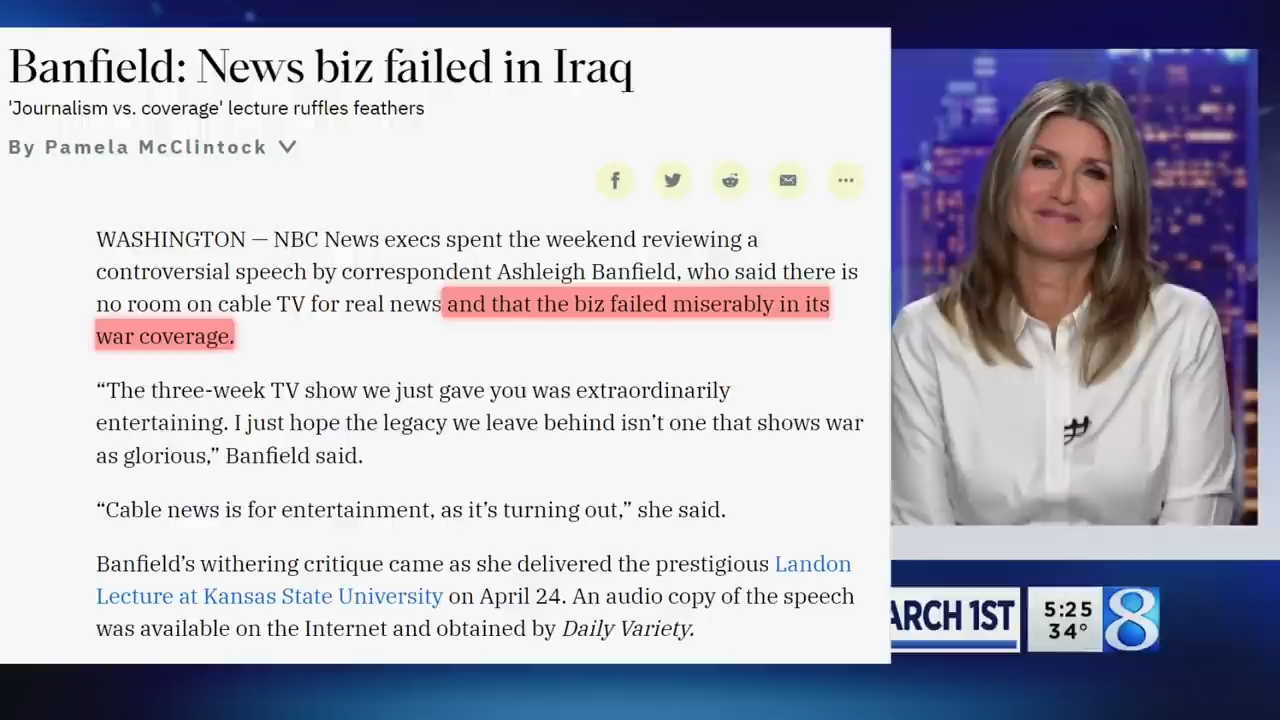 Banfield: News biz failed in Iraq
'Journalism vs. coverage' lecture ruffles feathers
By Pamela McClintock
WASHINGTON — NBC News execs spent the weekend reviewing a
controversial speech by correspondent Ashleigh Banfield, who said there is
no room on cable TV for real news and that the biz failed miserably in its
war coverage.
“The three-week TV show we just gave you was extraordinarily
entertaining. I just hope the legacy we leave behind isn’t one that shows war
as glorious,” Banfield said.
“Cable news is for entertainment, as it’s turning out,” she said.
Banfield’s withering critique came as she delivered the prestigious Landon
Lecture at Kansas State University on April 24. An audio copy of the speech
was available on the Internet and obtained by Daily Variety.
ARCH 1ST
5:25
34°
8